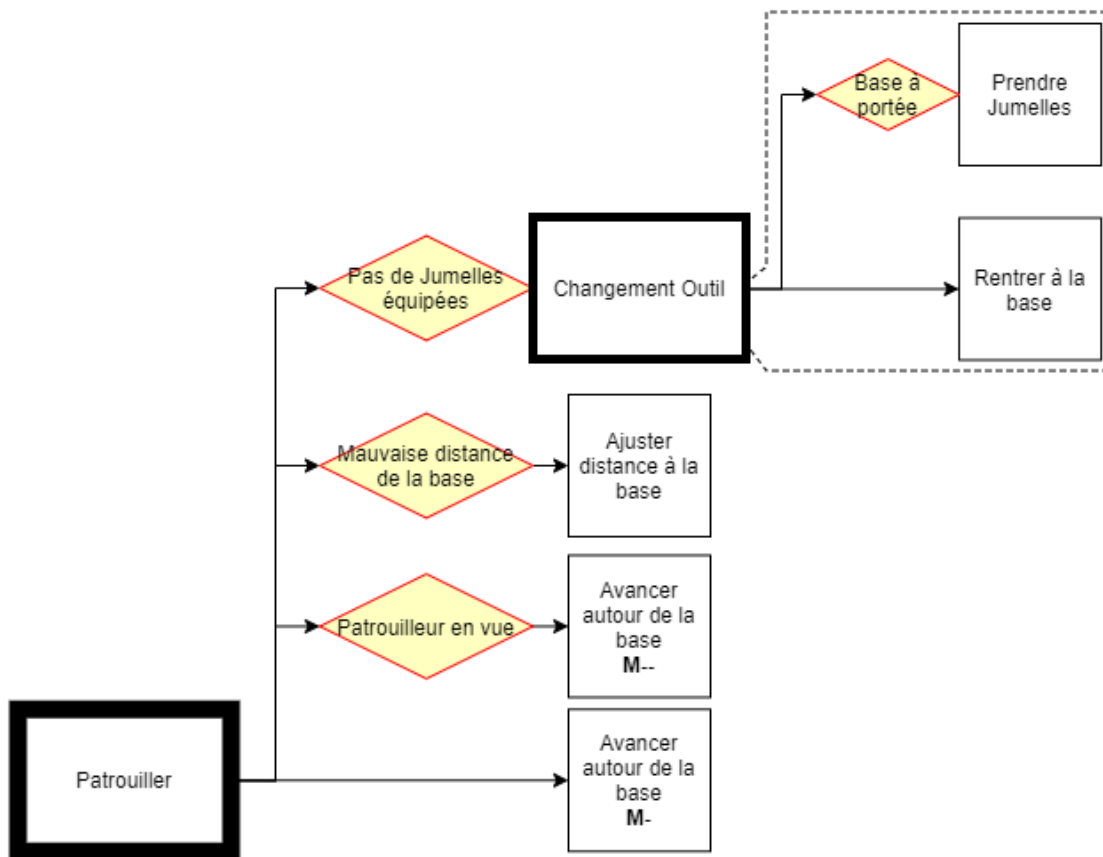 Base à
portée
Prendre
Jumelles
Pas de Jumelles
équipées
Changement Outil
Rentrer à la
base
Mauvaise distance
de la base
Ajuster
distance à la
base
Patrouilleur en vue
Avancer
autour de la
base
M--
Patrouiller
Avancer
autour de la
base
M-